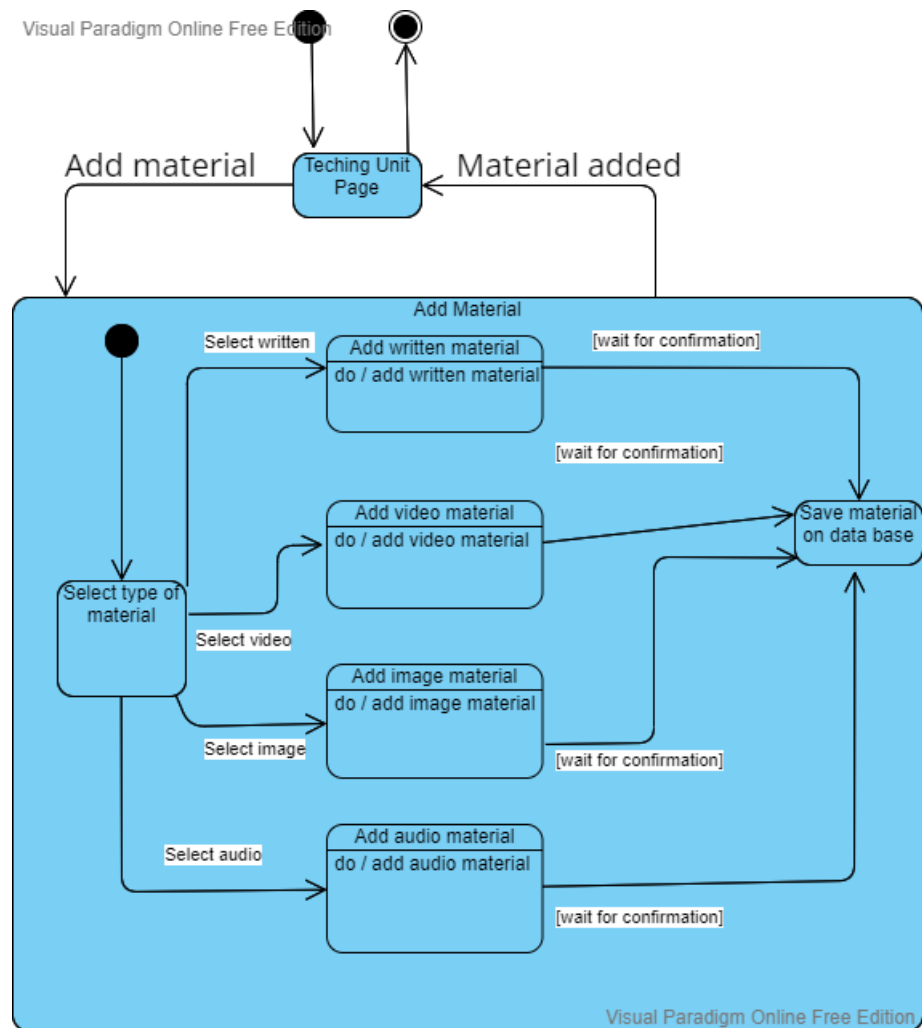 Visual Paradigm Online Free Edition
Add material
Teching Unit
Page
Material added
Add Material
Select written
Add written material
do / add written material
[wait for confirmation]
[wait for confirmation]
Add video material
do / add video material
Save material
on data base
Select type of
material
Select video
Add image material
do / add image material
Select image
[wait for confirmation]
Add audio material
do / add audio material
Select audio
[wait for confirmation]
Visual Paradigm Online Free Edition